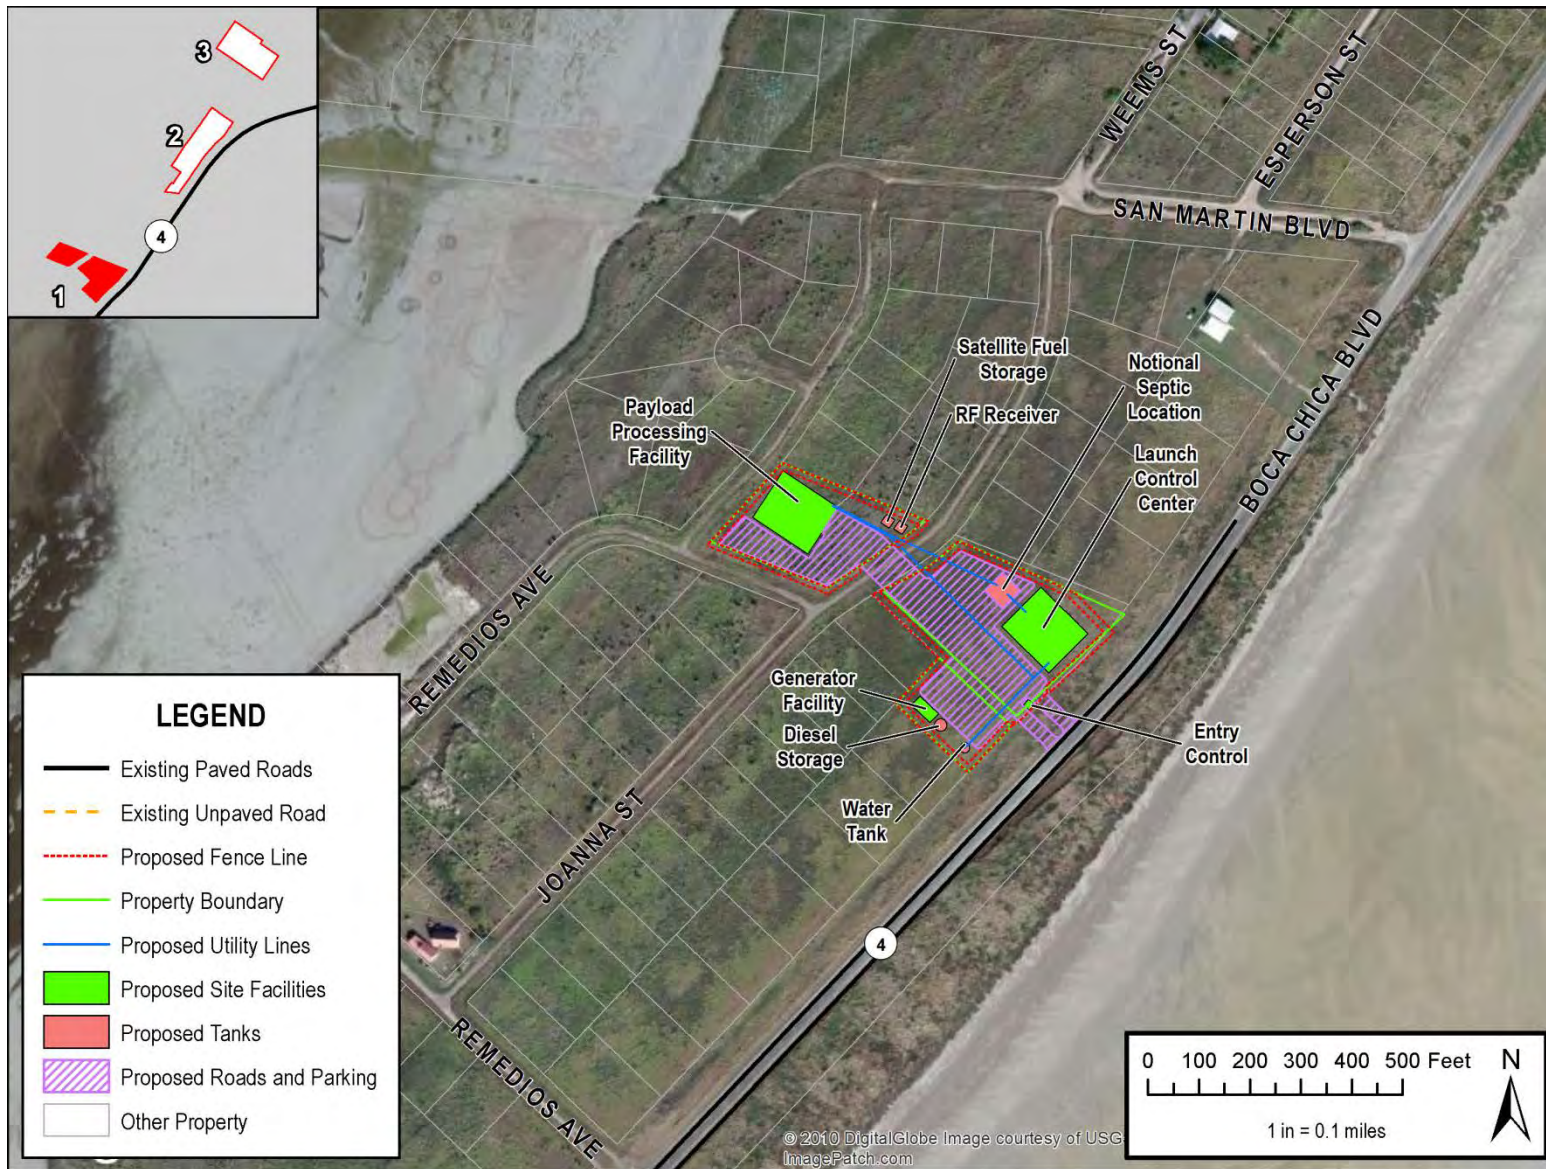 3
2
4
1
WEEMS ST
ESPERSON ST
SAN MARTIN BLVD
BOCA CHICA BLVD
Satellite Fuel
Storage
RF Receiver
Notional
Septic
Location
Launch
Control
Center
Payload
Processing
Facility
REMEDIOS AVE
Generator
Facility
Diesel
Storage
Water
Tank
Entry
Control
JOANNA ST
4
REMEDIOS AVE
LEGEND
Existing Paved Roads
Existing Unpaved Road
Proposed Fence Line
Property Boundary
Proposed Utility Lines
Proposed Site Facilities
Proposed Tanks
Proposed Roads and Parking
Other Property
0 100 200 300 400 500 Feet
N
1 in = 0.1 miles
© 2010 DigitalGlobe Image courtesy of USG
ImagePatch.com